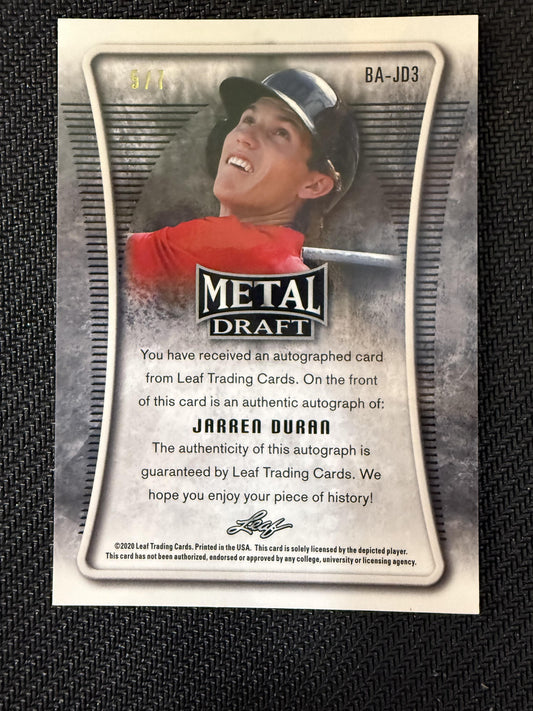 5/7
BA-JD3
METAL
DRAFT
You have received an autographed card
from Leaf Trading Cards. On the front
of this card is an authentic autograph of:
JARREN DURAN
The authenticity of this autograph is
guaranteed by Leaf Trading Cards. We
hope you enjoy your piece of history!
Leaf
©2020 Leaf Trading Cards. Printed in the USA. This card is solely licensed by the depicted player.
This card has not been authorized, endorsed or approved by any college, university or licensing agency.